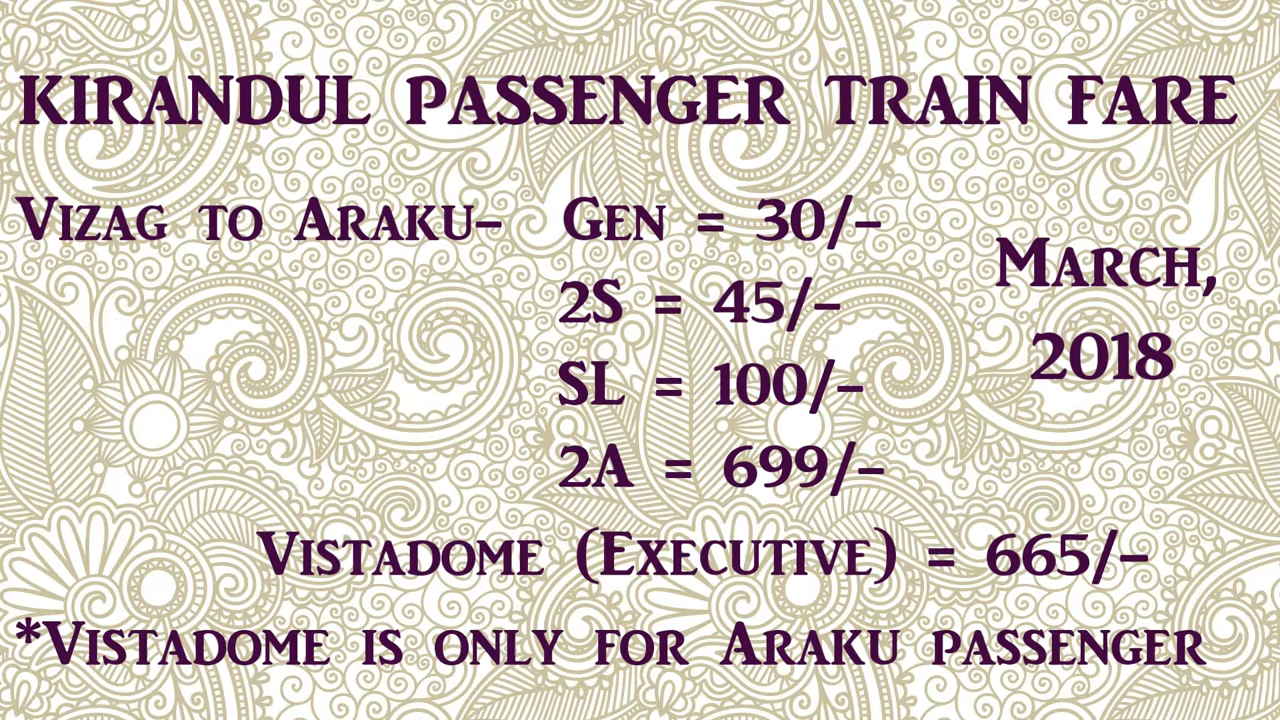 KIRANDUL PASSENGER TRAIN FARE
Vizag to Araku- Gen = 30/-
2S = 45/-
SL = 100/-
2A = 699/-
March,
2018
Vistadome (Executive) = 665/-
*Vistadome is only for Araku passenger